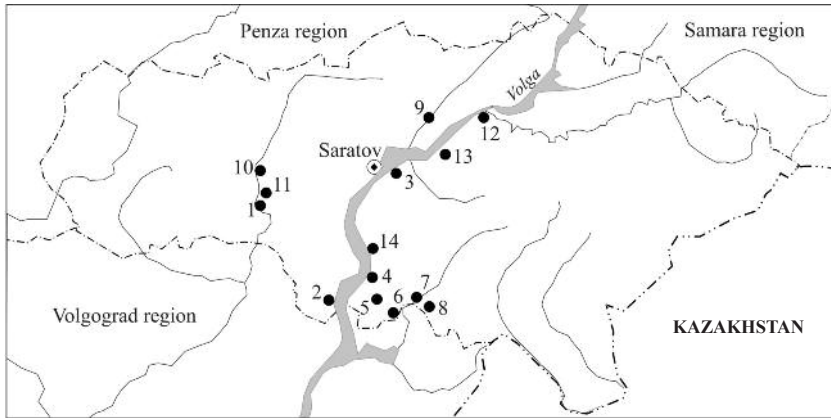 Penza region
Samara region
Volga
9
12
Saratov
13
3
10
11
1
14
4
2
5
6
7
8
Volgograd region
KAZAKHSTAN